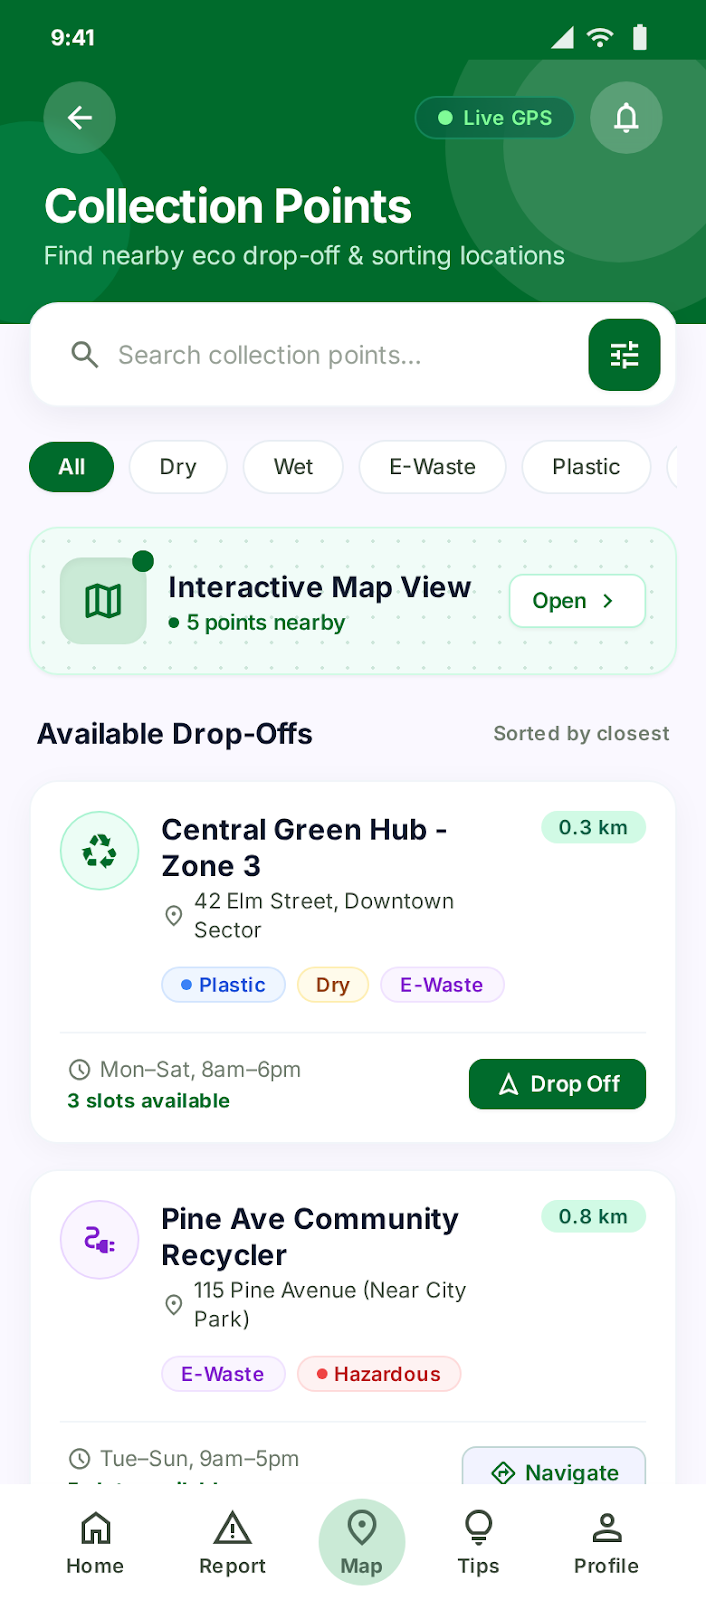 9:41
Live GPS
Collection Points
Find nearby eco drop-off & sorting locations
Search collection points...
All
Dry
Wet
E-Waste
Plastic
Interactive Map View
5 points nearby
Open
Available Drop-Offs
Sorted by closest
Central Green Hub -
Zone 3
0.3 km
42 Elm Street, Downtown
Sector
Plastic
Dry
E-Waste
Mon–Sat, 8am–6pm
3 slots available
Drop Off
Pine Ave Community
Recycler
0.8 km
115 Pine Avenue (Near City
Park)
E-Waste
Hazardous
Tue–Sun, 9am–5pm
Navigate
Home
Report
Map
Tips
Profile